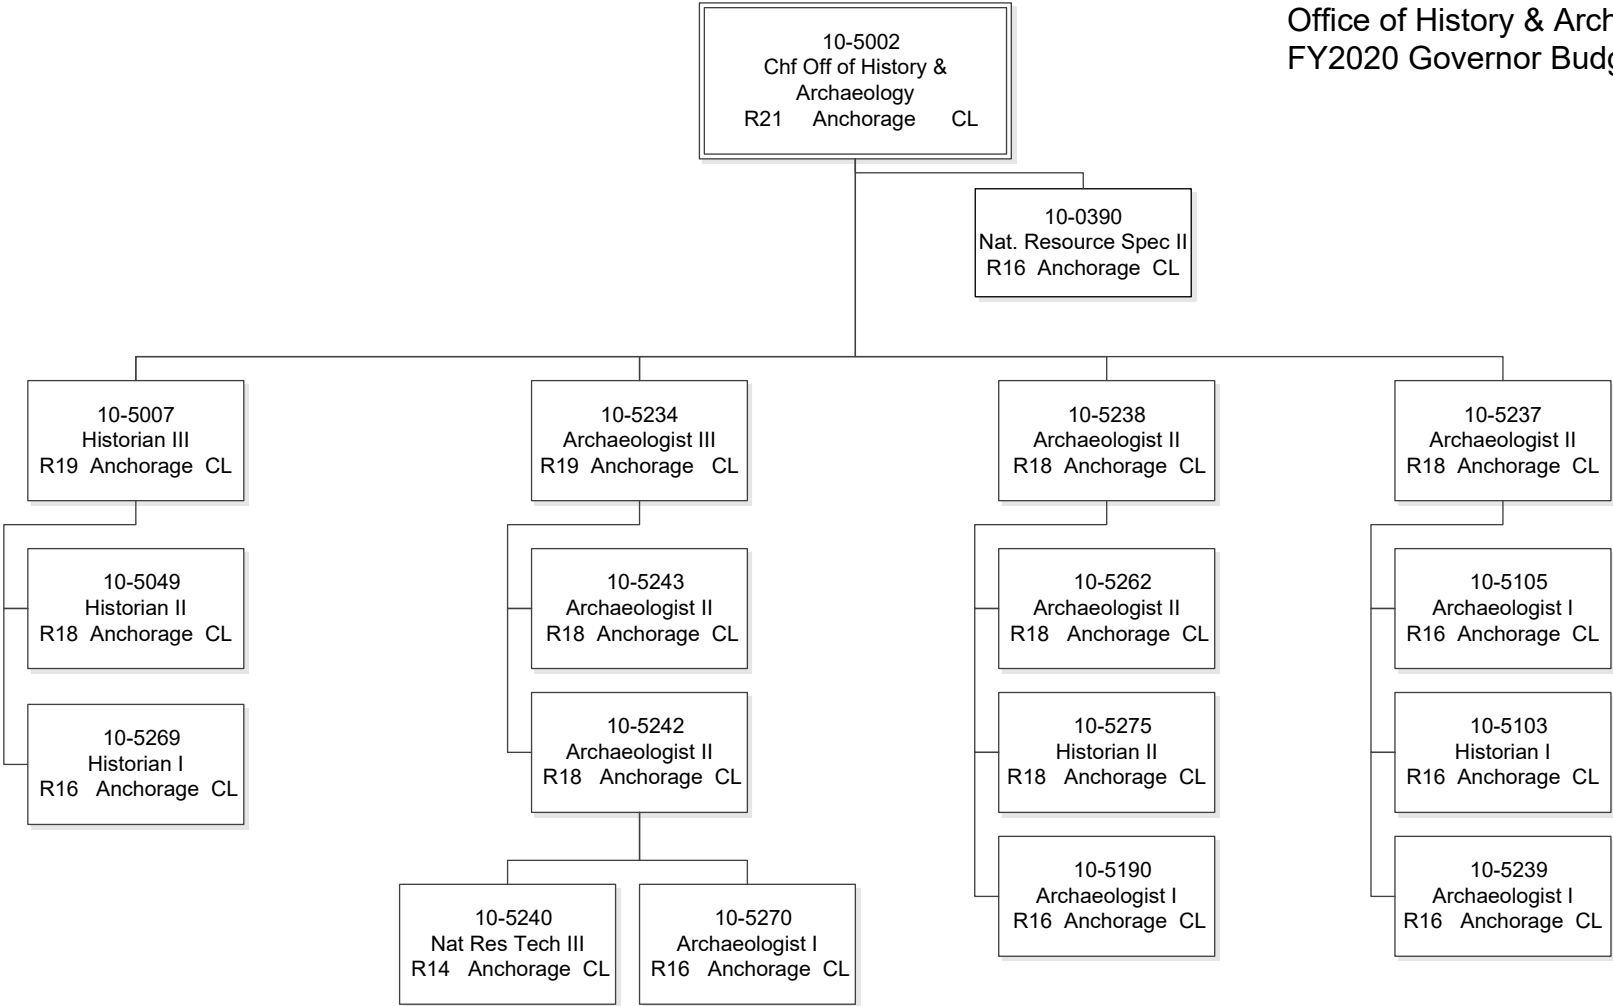 Office of History &
FY2020 Governor
10-5002
Chf Off of History &
Archaeology
R21 Anchorage CL
10-0390
Nat. Resource Spec II
R16 Anchorage CL
10-5007
Historian III
R19 Anchorage CL
10-5234
Archaeologist III
R19 Anchorage CL
10-5238
Archaeologist II
R18 Anchorage CL
10-5237
Archaeologist II
R18 Anchorage CL
10-5049
Historian II
R18 Anchorage CL
10-5243
Archaeologist II
R18 Anchorage CL
10-5262
Archaeologist II
R18 Anchorage CL
10-5105
Archaeologist I
R16 Anchorage CL
10-5269
Historian I
R16 Anchorage CL
10-5242
Archaeologist II
R18 Anchorage CL
10-5275
Historian II
R18 Anchorage CL
10-5103
Historian I
R16 Anchorage CL
10-5190
Archaeologist I
R16 Anchorage CL
10-5239
Archaeologist I
R16 Anchorage CL
10-5240
Nat Res Tech III
R14 Anchorage CL
10-5270
Archaeologist I
R16 Anchorage CL